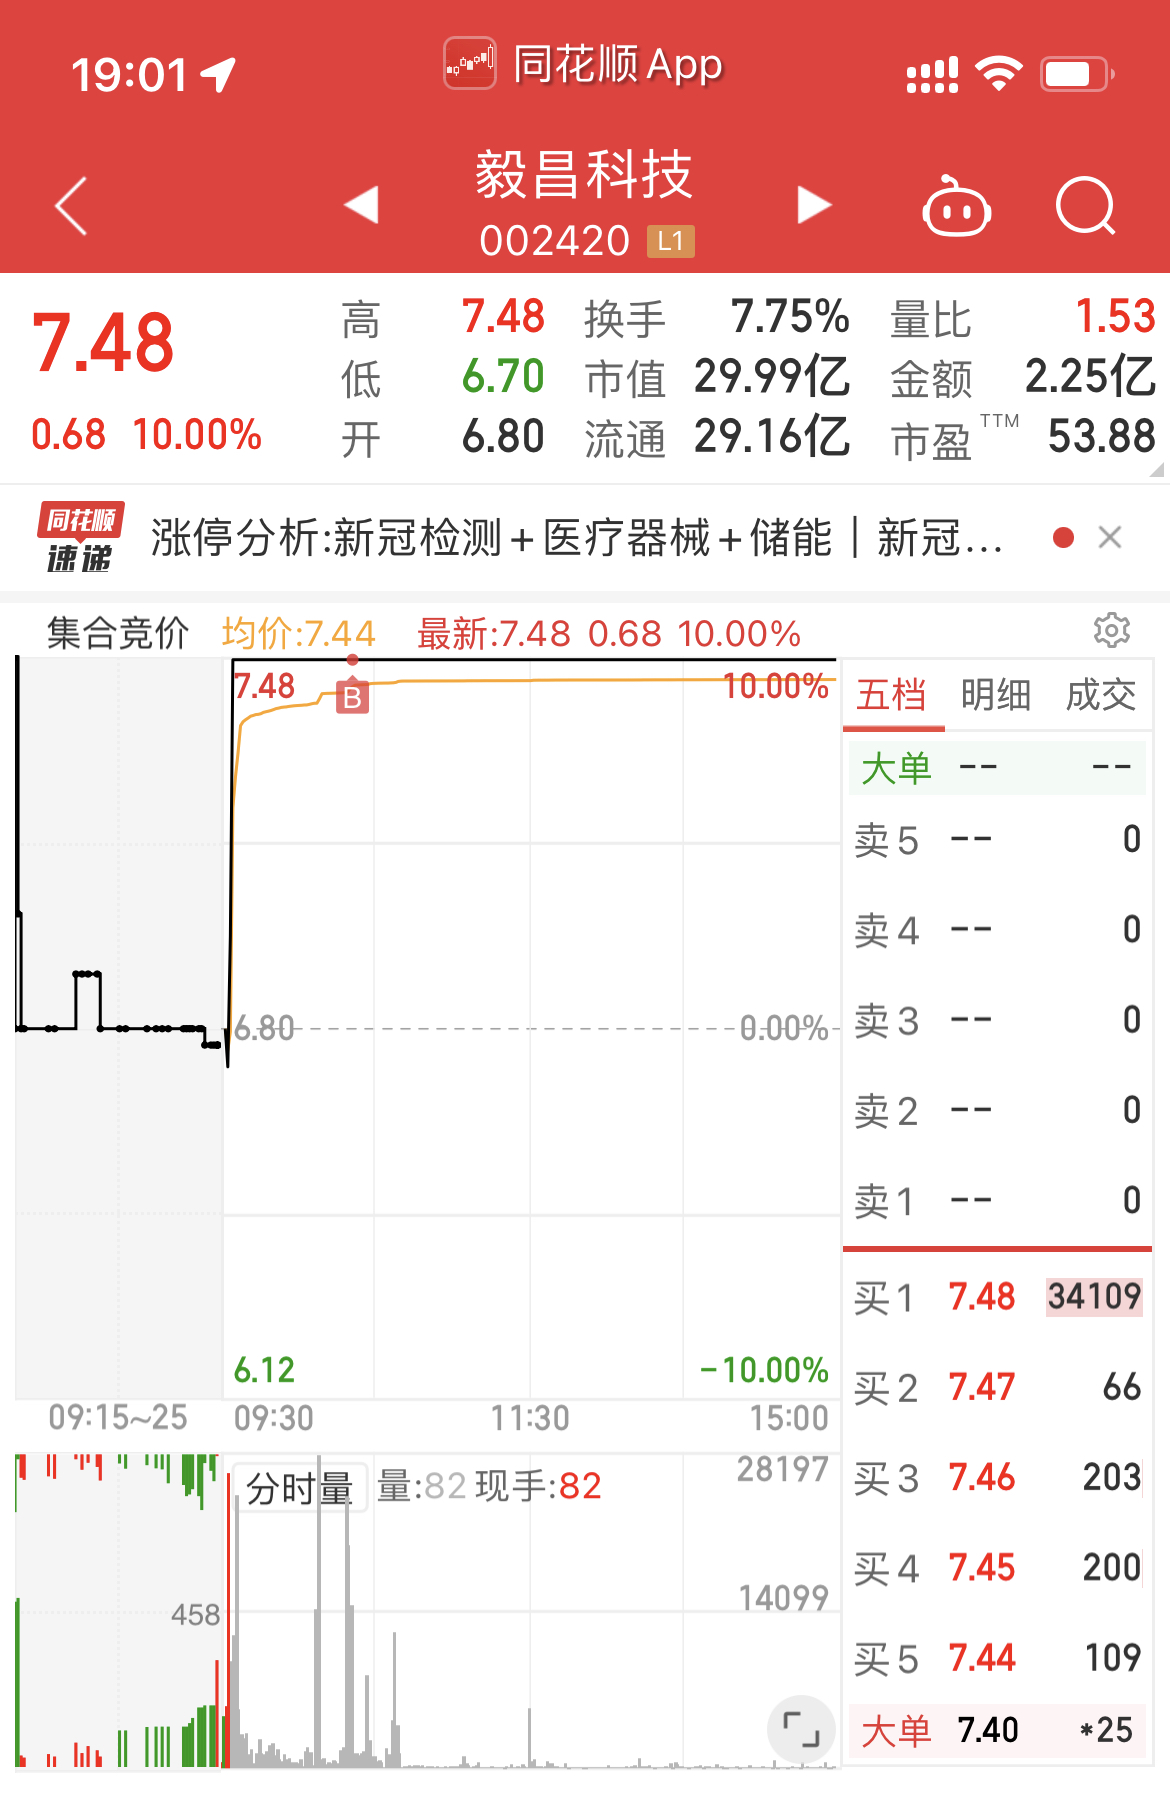 19:01
同花顺App
毅昌科技
002420 L1
7.48
0.68 10.00%
高 7.48 换手 7.75% 量比 1.53
低 6.70 市值 29.99亿 金额 2.25亿
开 6.80 流通 29.16亿 市盈TTM 53.88
同花顺
速递
涨停分析:新冠检测+医疗器械+储能｜新冠...
集合竞价 均价:7.44 最新:7.48 0.68 10.00%
7.48 10.00%
B
6.80 0.00%
6.12 -10.00%
09:15~25 09:30 11:30 15:00
分时量 量:82 现手:82 28197
14099
458
五档 明细 成交
大单 -- --
卖5 -- 0
卖4 -- 0
卖3 -- 0
卖2 -- 0
卖1 -- 0
买1 7.48 34109
买2 7.47 66
买3 7.46 203
买4 7.45 200
买5 7.44 109
大单 7.40 *25